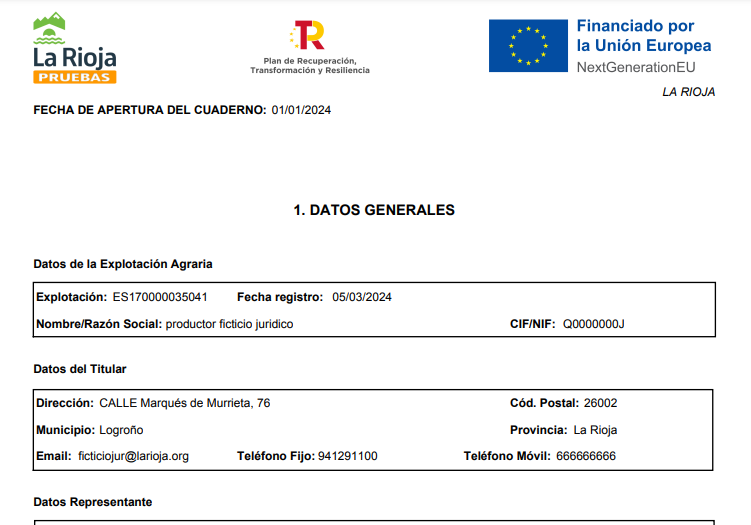 La Rioja
PRUEBAS
TR
Plan de Recuperación,
Transformación y Resiliencia
Financiado por
la Unión Europea
NextGenerationEU
LA RIOJA
FECHA DE APERTURA DEL CUADERNO: 01/01/2024
1. DATOS GENERALES
Datos de la Explotación Agraria
Explotación: ES170000035041 Fecha registro: 05/03/2024
Nombre/Razón Social: productor ficticio juridico CIF/NIF: Q0000000J
Datos del Titular
Dirección: CALLE Marqués de Murrieta, 76 Cód. Postal: 26002
Municipio: Logroño Provincia: La Rioja
Email: ficticiojur@larioja.org Teléfono Fijo: 941291100 Teléfono Móvil: 666666666
Datos Representante